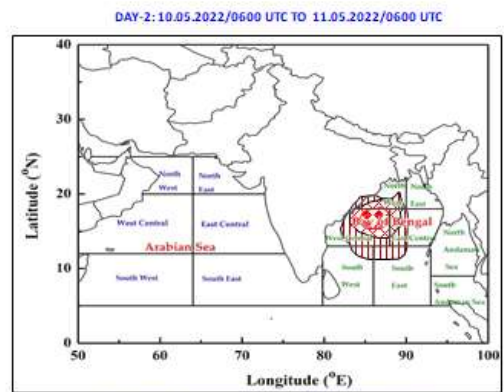 DAY-2: 10.05.2022/0600 UTC TO 11.05.2022/0600 UTC
40
30
20
10
0
Latitude (°N)
North West
North East
West Central
East Central
Arabian Sea
South West
South East
North
North
West
East
Bay of Bengal
East Central
South West
South East
North Andaman Sea
South Andaman Sea
50
60
70
80
90
100
Longitude (°E)